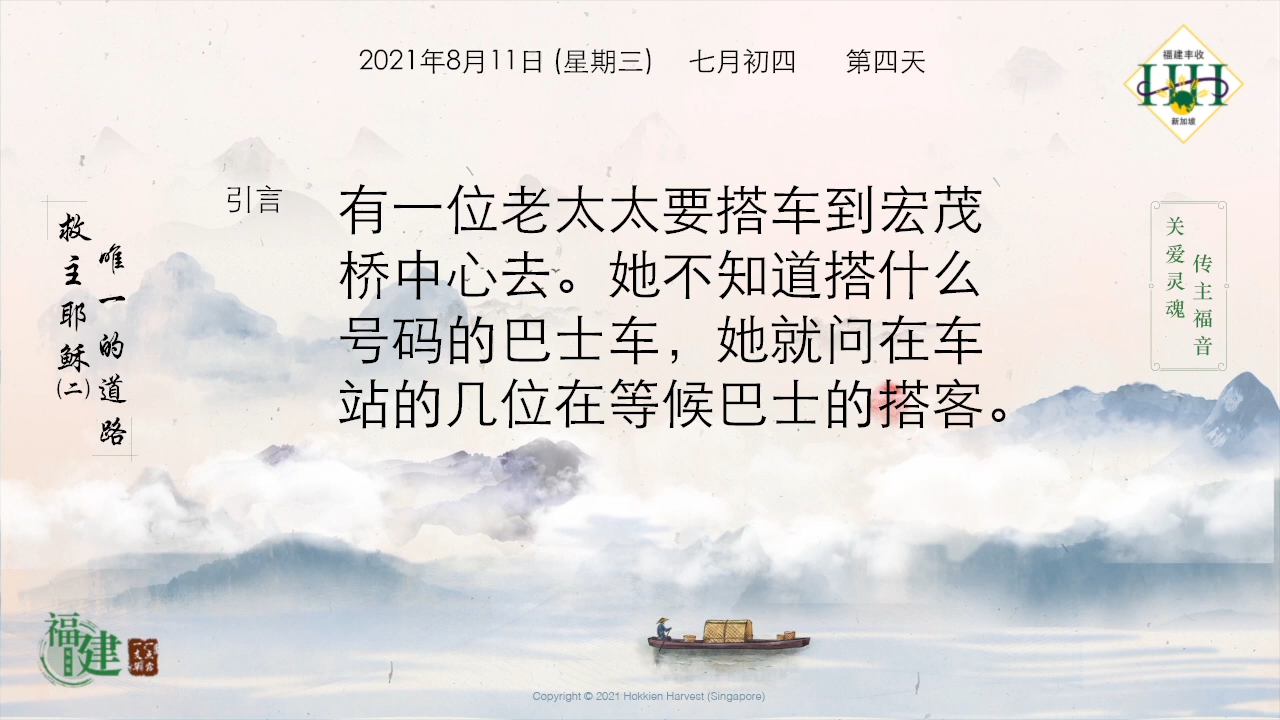 2021年8月11日 (星期三) 七月初四 第四天
福建丰收
HH
新加坡
引言
有一位老太太要搭车到宏茂
桥中心去。她不知道搭什么
号码的巴士车，她就问在车
站的几位在等候巴士的搭客。
救主耶稣(二)
唯一的道路
关爱灵魂
传主福音
福建
Copyright © 2021 Hokkien Harvest (Singapore)